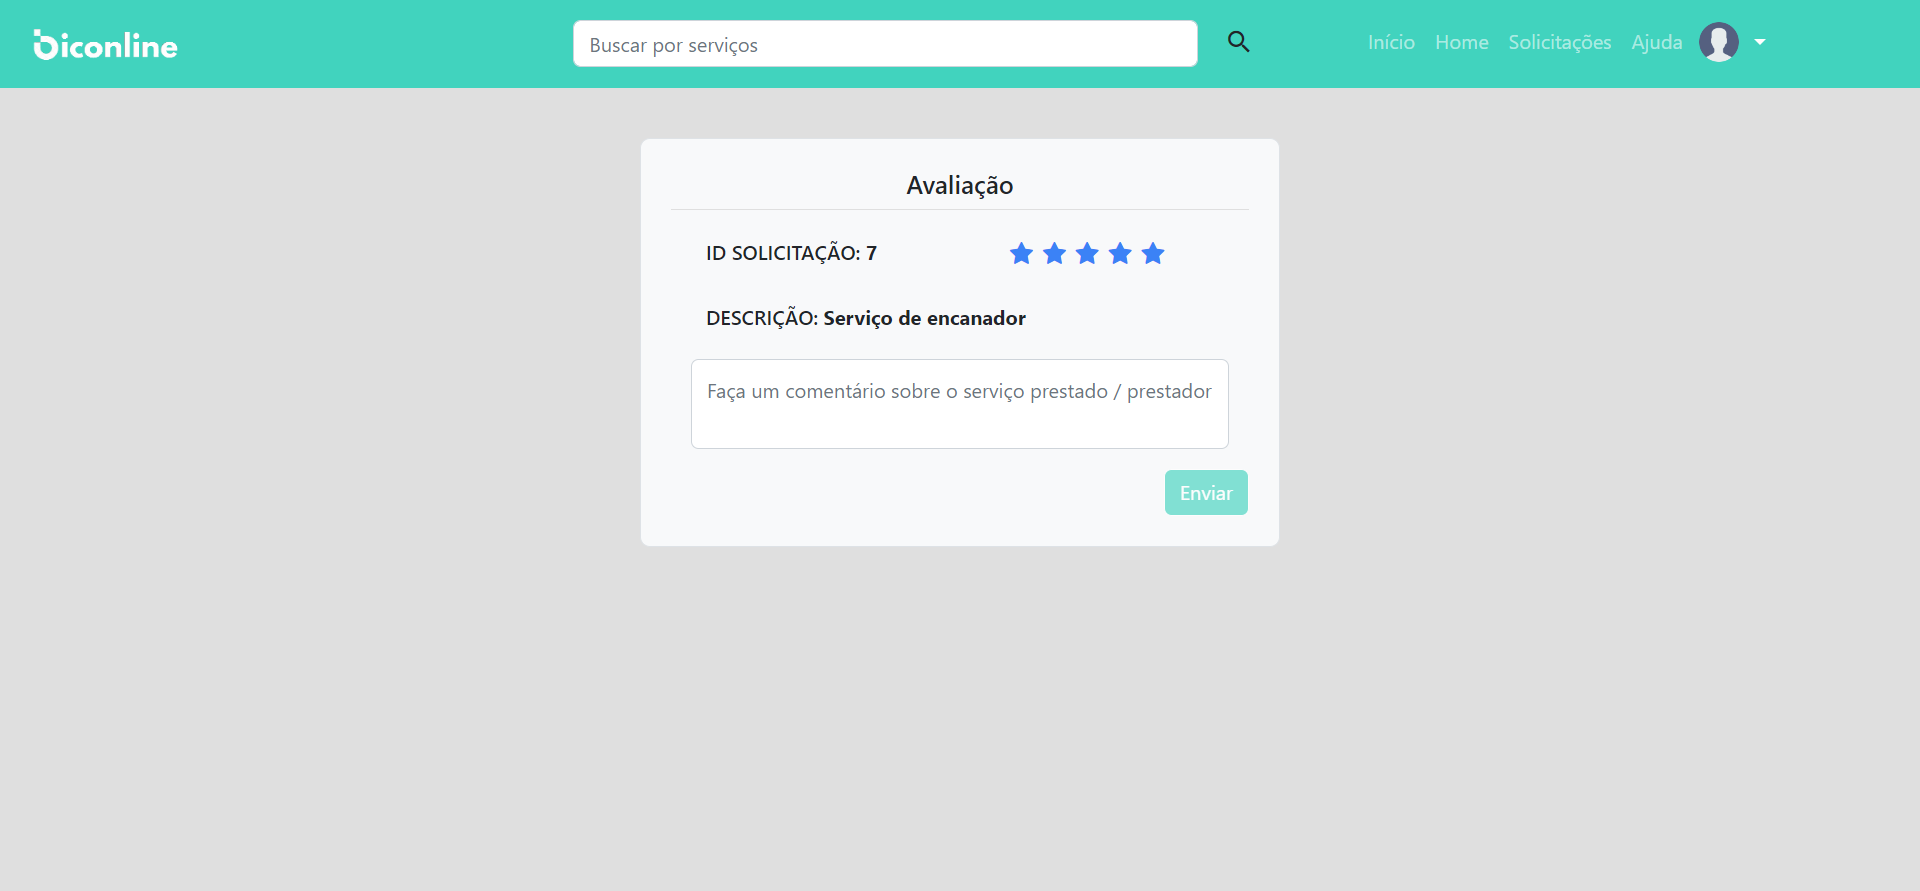 biconline
Buscar por serviços
Início Home Solicitações Ajuda
Avaliação
ID SOLICITAÇÃO: 7
DESCRIÇÃO: Serviço de encanador
Faça um comentário sobre o serviço prestado / prestador
Enviar